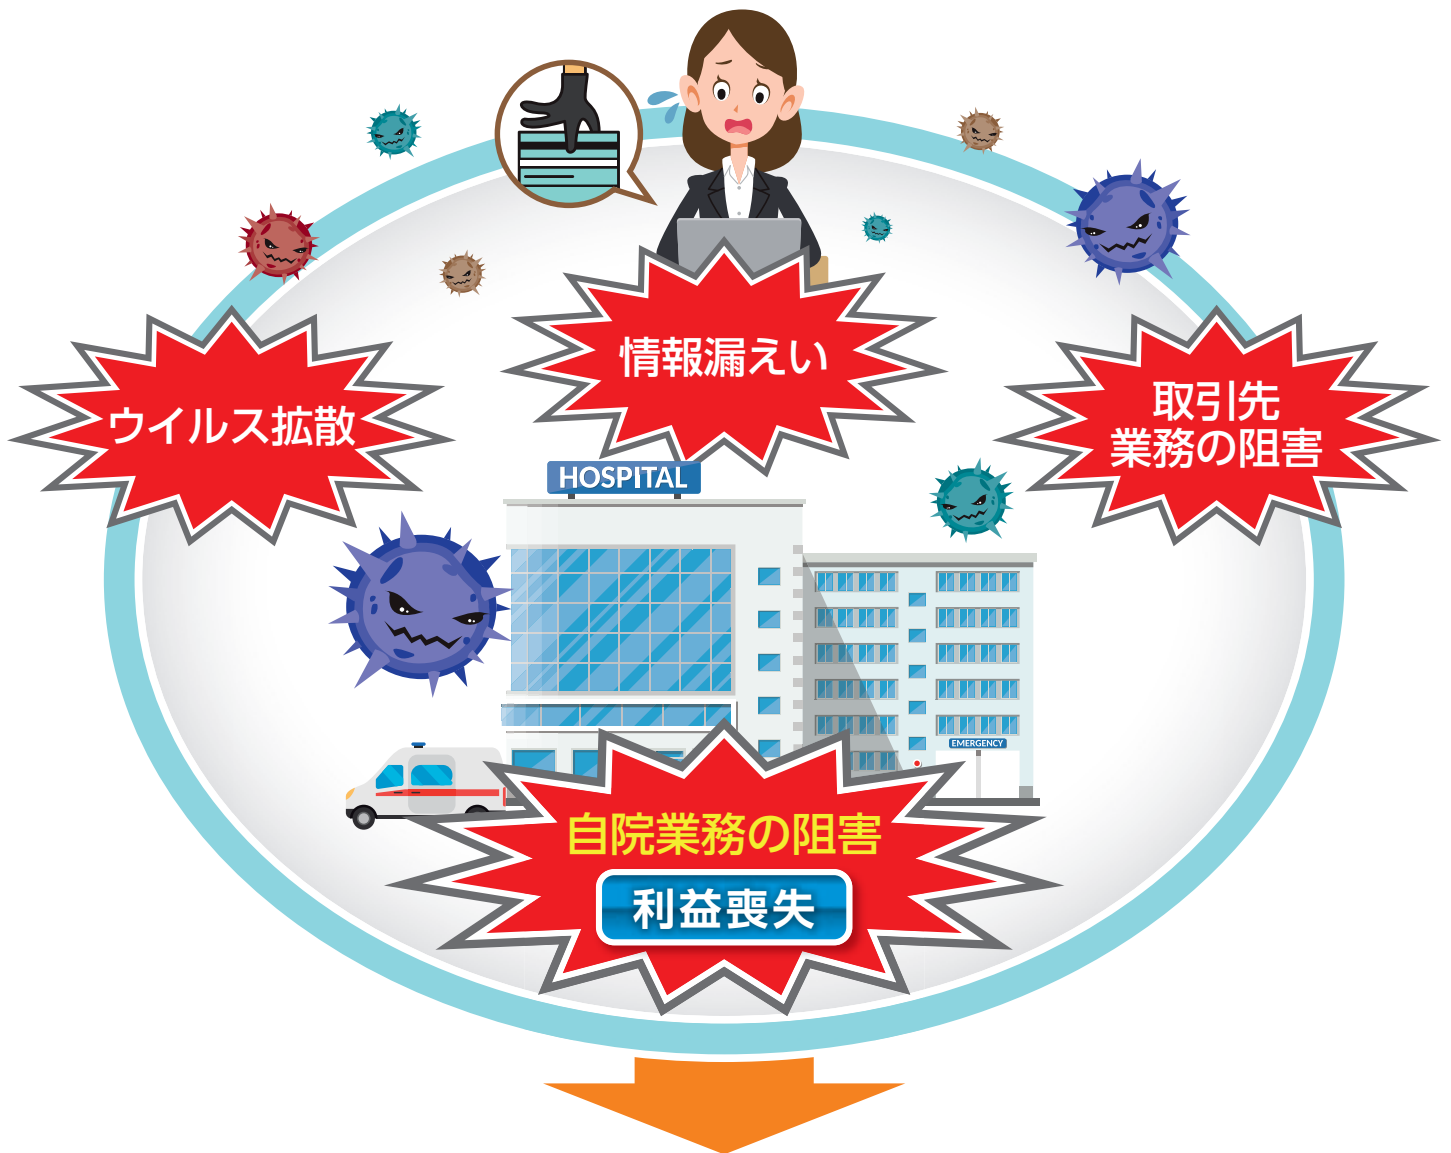 情報漏えい
ウイルス拡散
取引先
業務の阻害
HOSPITAL
EMERGENCY
自院業務の阻害
利益喪失